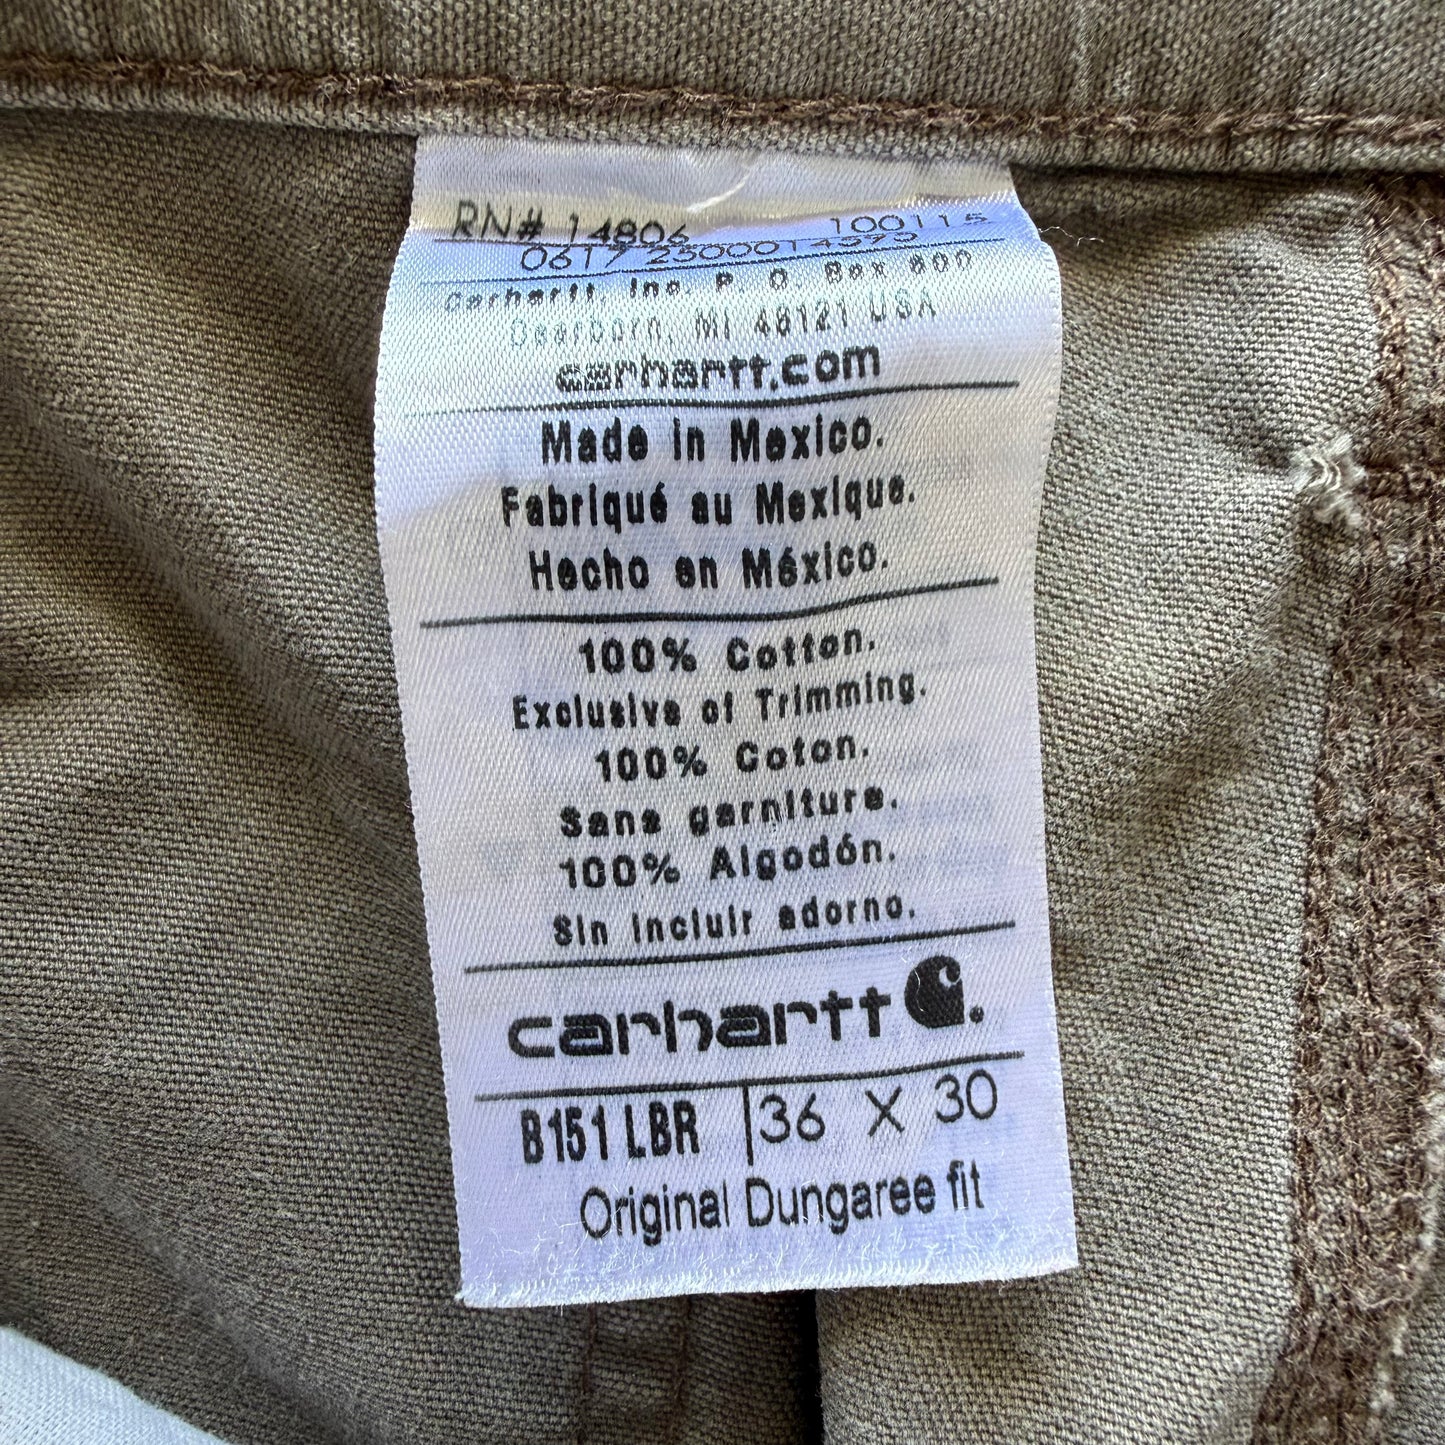 RN# 14806 100115
0617 2500014595
Carhartt, Inc. P. O. Box 600
Dearborn, MI 48121 USA
carhartt.com
Made in Mexico.
Fabriqué au Mexique.
Hecho en México.
100% Cotton.
Exclusive of Trimming.
100% Coton.
Sans garniture.
100% Algodón.
Sin incluir adorno.
carhartt
B151 LBR 36 X 30
Original Dungaree fit